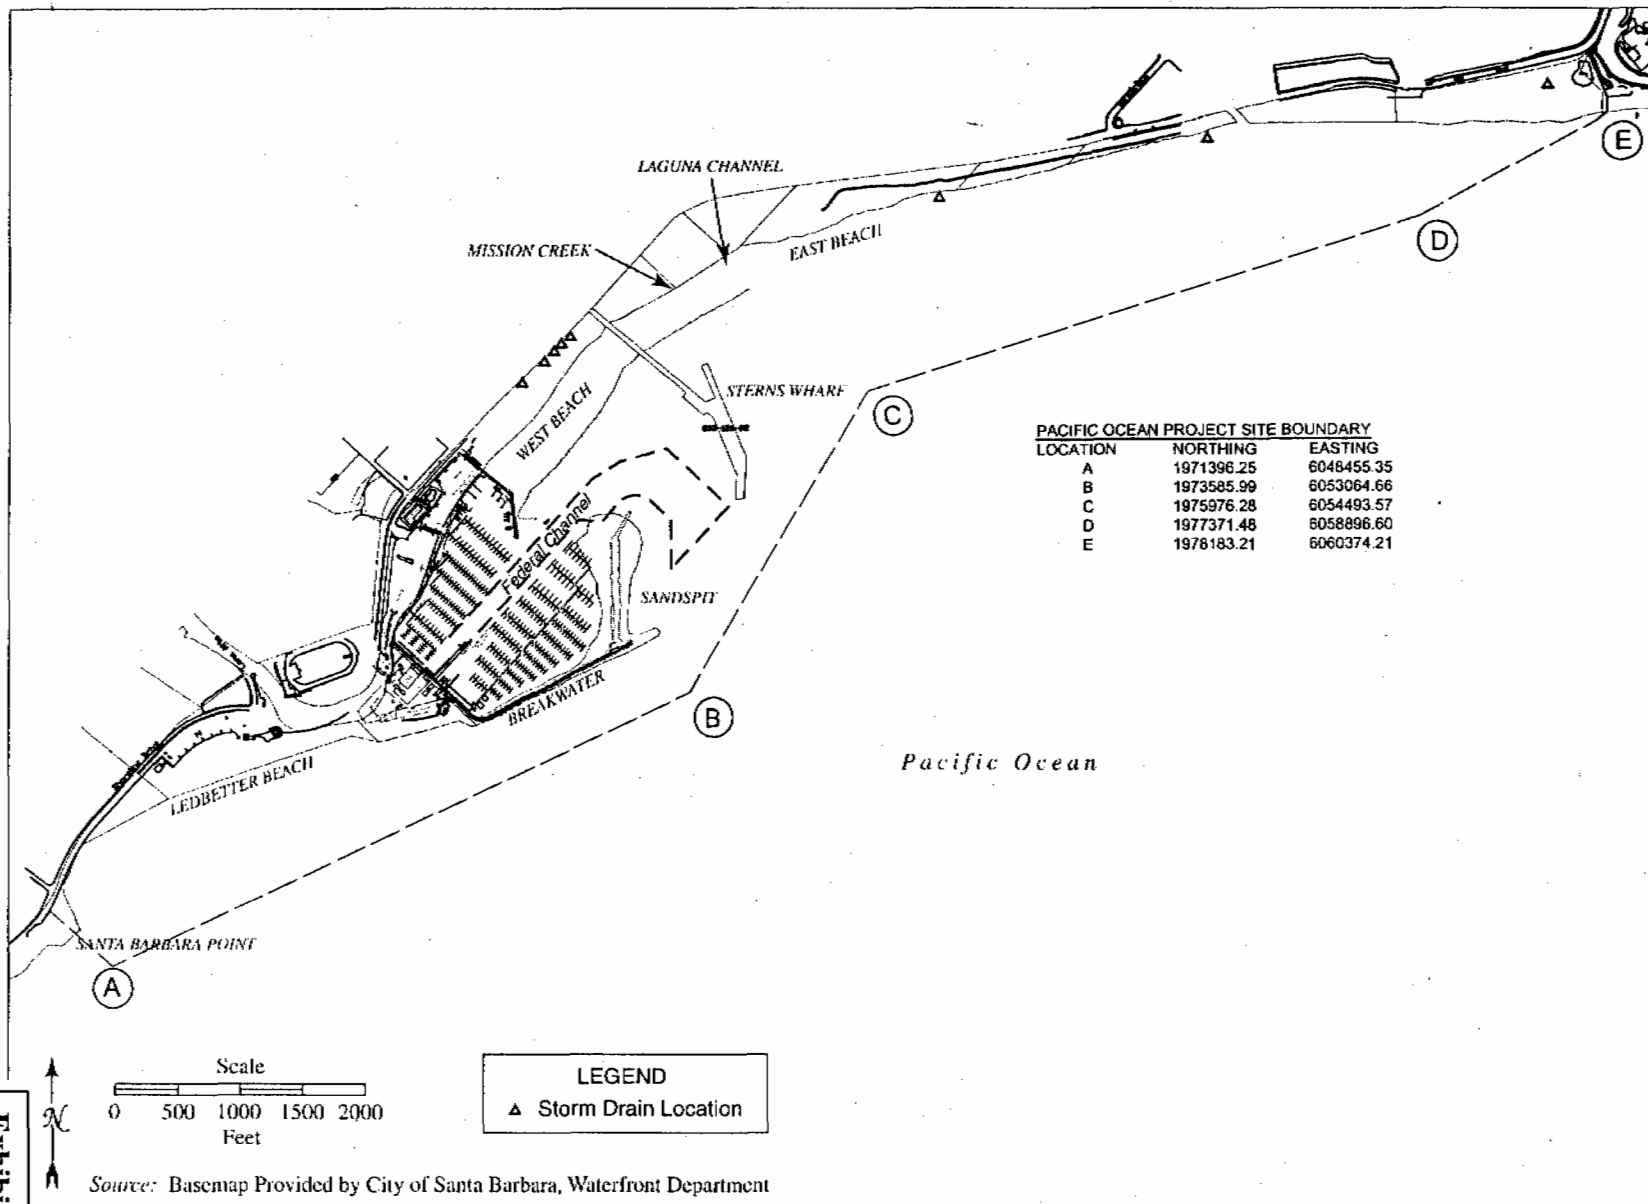 E
LAGUNA CHANNEL
MISSION CREEK
EAST BEACH
D
STERNS WHARF
C
WEST BEACH
PACIFIC OCEAN PROJECT SITE BOUNDARY
LOCATION NORTHING EASTING
A 1971396.25 6048455.35
B 1973585.99 6053064.66
C 1975976.28 6054493.57
D 1977371.48 6058896.60
E 1978183.21 6060374.21
Federal Channel
SANDSPIT
BREAKWATER
B
Pacific Ocean
LEDBETTER BEACH
SANTA BARBARA POINT
A
Scale
0 500 1000 1500 2000
Feet
N
LEGEND
Storm Drain Location
Source: Basemap Provided by City of Santa Barbara, Waterfront Department